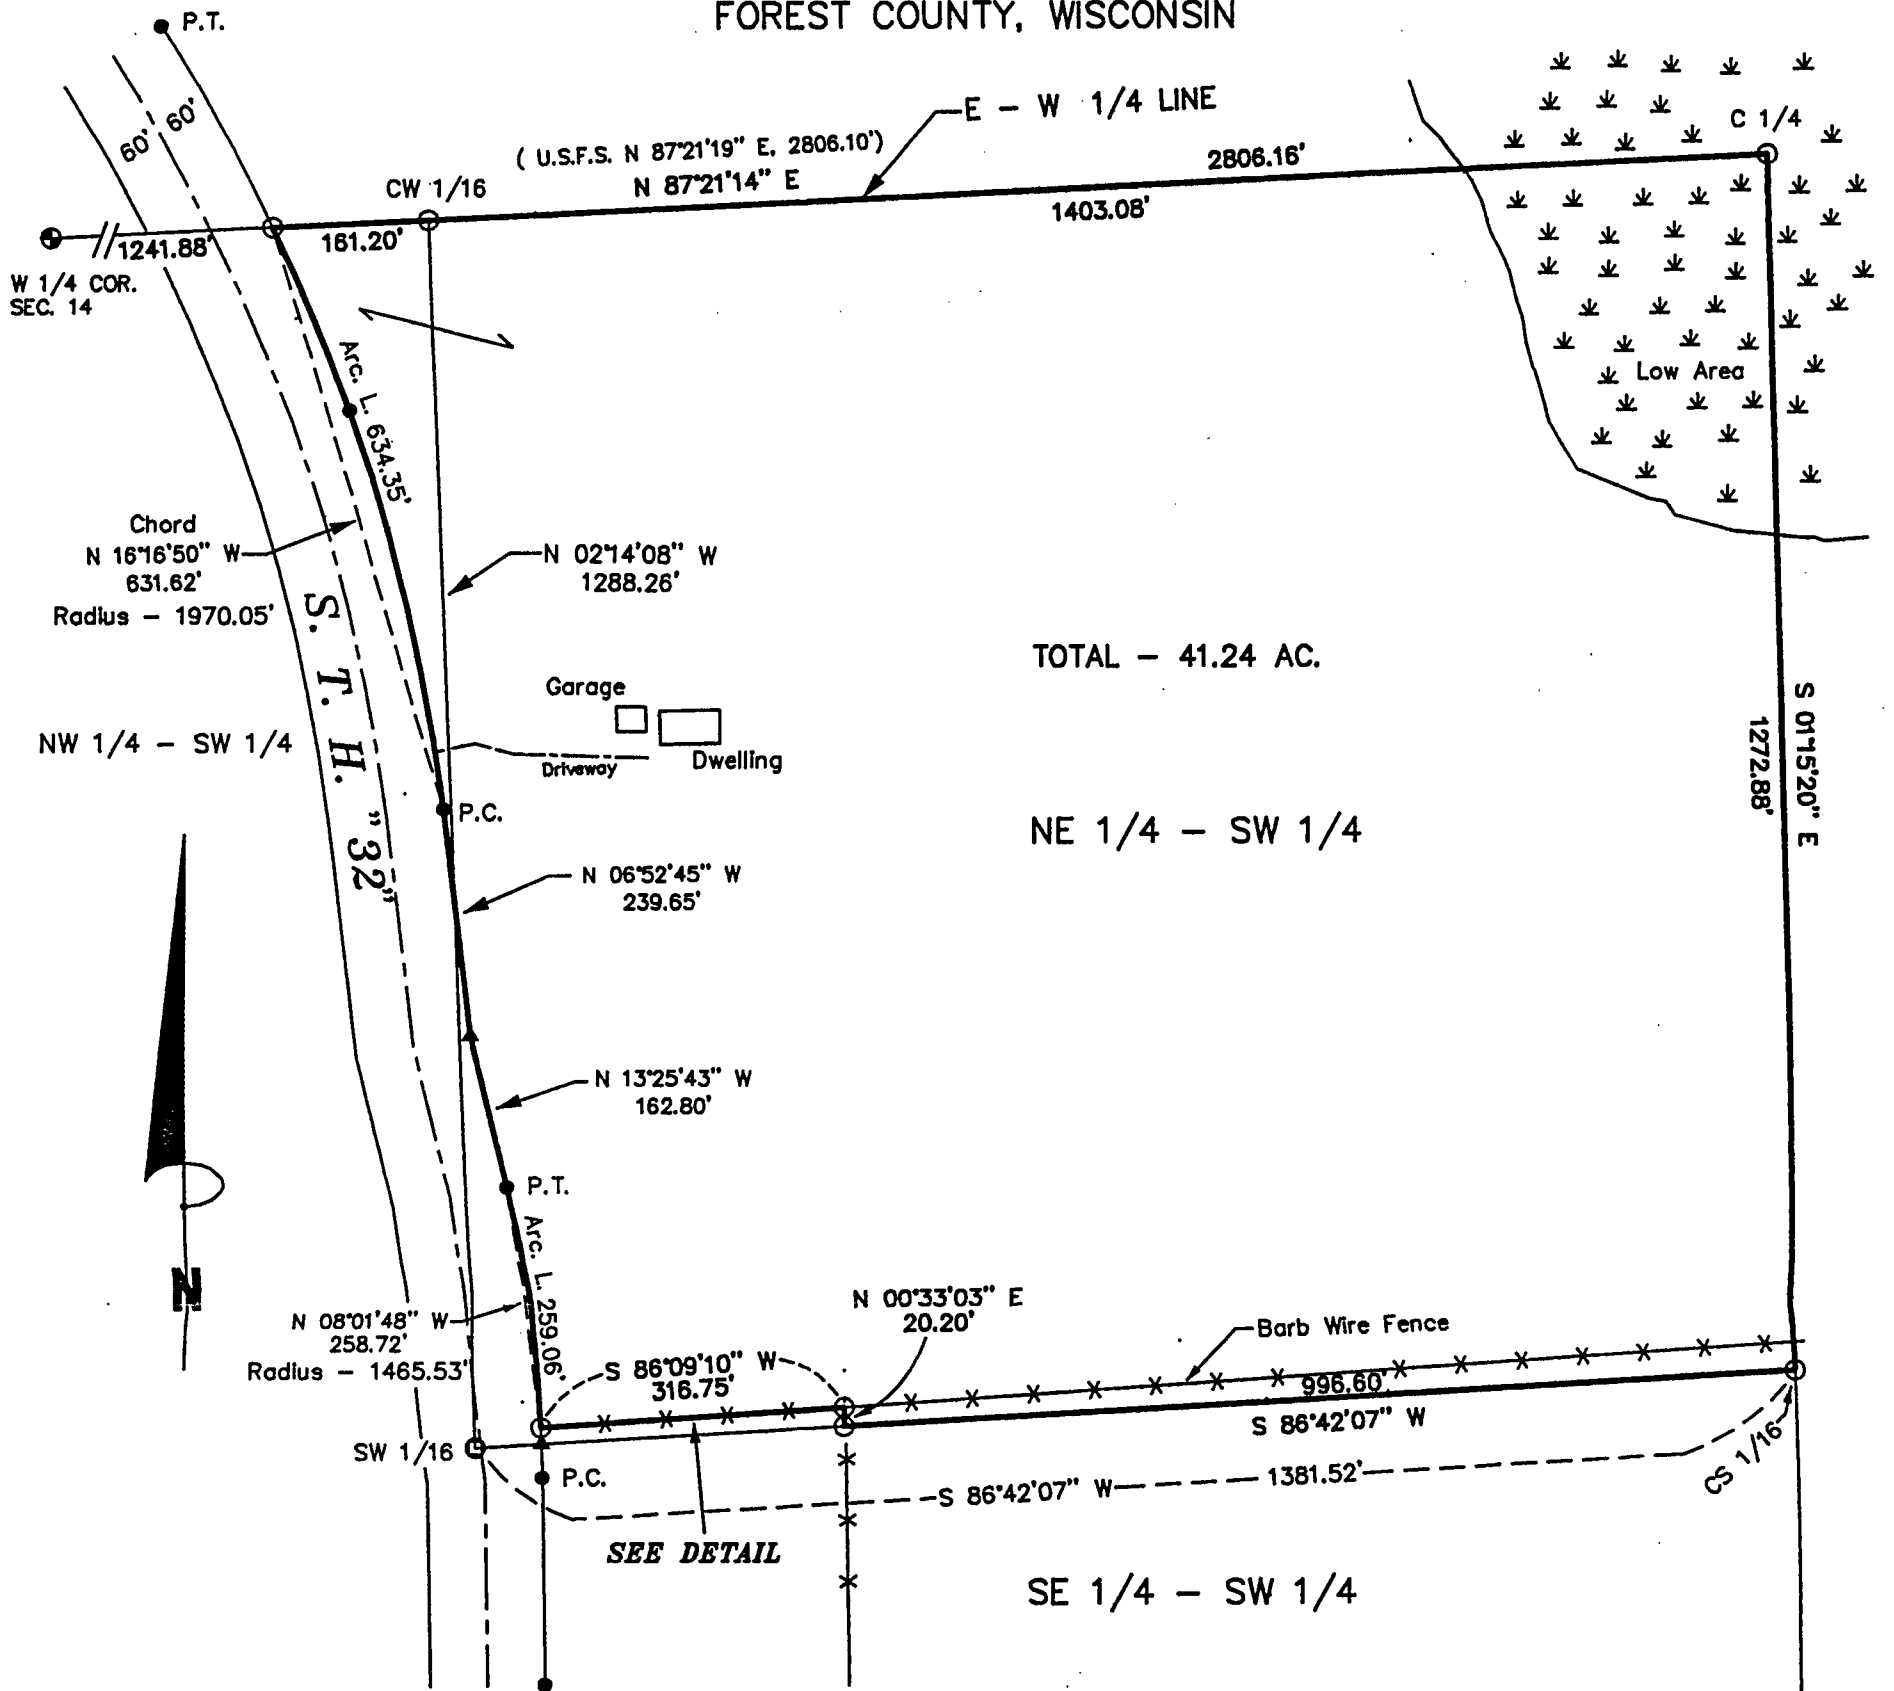 FOREST COUNTY, WISCONSIN
P.T.
60' 60'
E - W 1/4 LINE
C 1/4
( U.S.F.S. N 87°21'19" E, 2806.10')
N 87°21'14" E
2806.16'
CW 1/16
1403.08'
161.20'
1241.88'
W 1/4 COR.
SEC. 14
Arc. L. 634.35'
Low Area
Chord
N 16°16'50" W
631.62'
Radius - 1970.05'
N 02°14'08" W
1288.26'
S. T. H. "32"
TOTAL - 41.24 AC.
Garage
Dwelling
Driveway
NW 1/4 - SW 1/4
S 01°15'20" E
1272.88'
P.C.
NE 1/4 - SW 1/4
N 06°52'45" W
239.65'
N 13°25'43" W
162.80'
P.T.
Arc. L. 259.06'
N
N 08°01'48" W
258.72'
Radius - 1465.53'
N 00°33'03" E
20.20'
Barb Wire Fence
S 86°09'10" W
316.75'
996.60'
S 86°42'07" W
SW 1/16
P.C.
CS 1/16
S 86°42'07" W
1381.52'
SEE DETAIL
SE 1/4 - SW 1/4